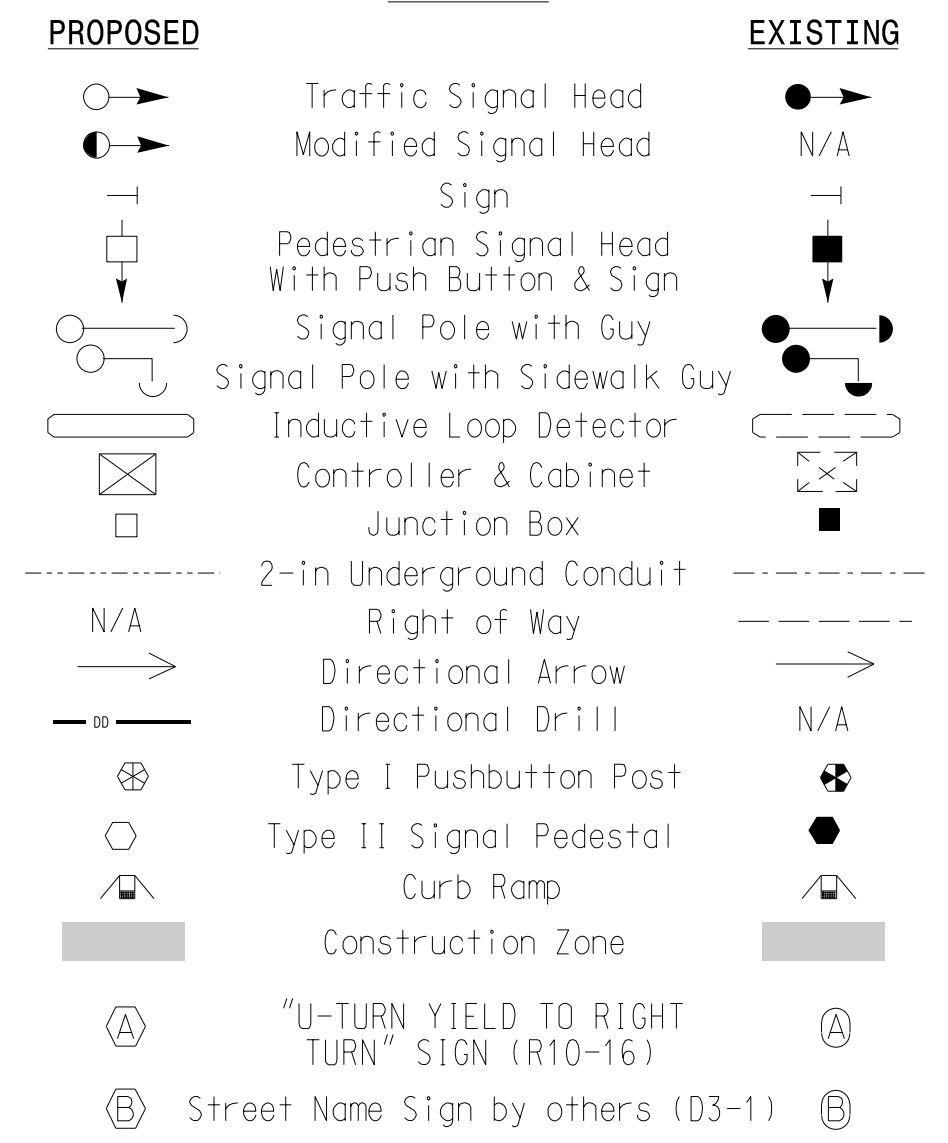 PROPOSED EXISTING
Traffic Signal Head
Modified Signal Head N/A
Sign
Pedestrian Signal Head
With Push Button & Sign
Signal Pole with Guy
Signal Pole with Sidewalk Guy
Inductive Loop Detector
Controller & Cabinet
Junction Box
2-in Underground Conduit
N/A Right of Way
Directional Arrow
DD Directional Drill N/A
Type I Pushbutton Post
Type II Signal Pedestal
Curb Ramp
Construction Zone
A "U-TURN YIELD TO RIGHT A
TURN" SIGN (R10-16)
B Street Name Sign by others (D3-1) B